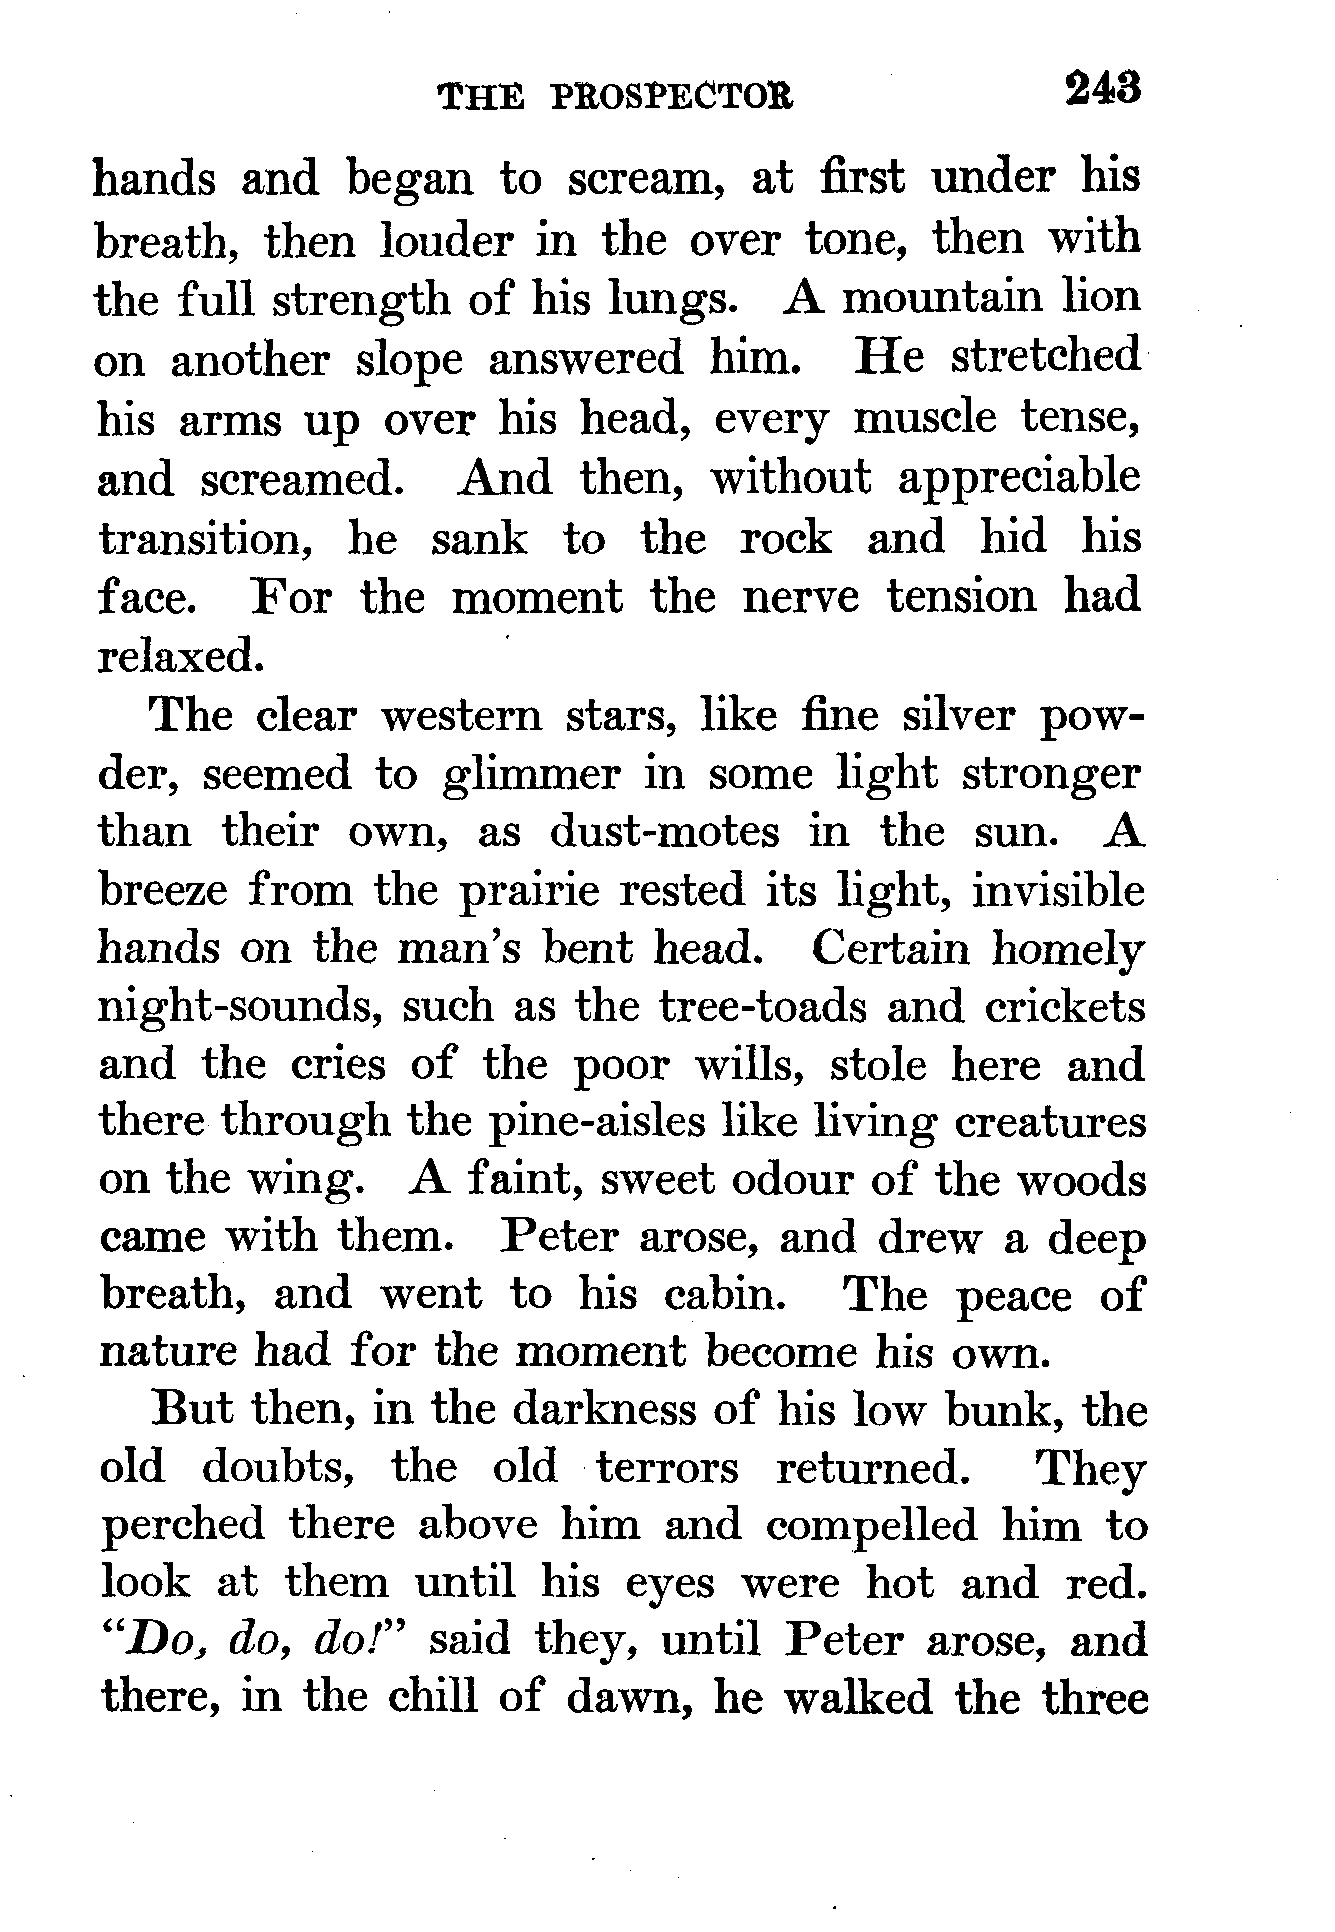 THE PROSPECTOR 243
hands and began to scream, at first under his
breath, then louder in the over tone, then with
the full strength of his lungs. A mountain lion
on another slope answered him. He stretched
his arms up over his head, every muscle tense,
and screamed. And then, without appreciable
transition, he sank to the rock and hid his
face. For the moment the nerve tension had
relaxed.
The clear western stars, like fine silver pow-
der, seemed to glimmer in some light stronger
than their own, as dust-motes in the sun. A
breeze from the prairie rested its light, invisible
hands on the man's bent head. Certain homely
night-sounds, such as the tree-toads and crickets
and the cries of the poor wills, stole here and
there through the pine-aisles like living creatures
on the wing. A faint, sweet odour of the woods
came with them. Peter arose, and drew a deep
breath, and went to his cabin. The peace of
nature had for the moment become his own.
But then, in the darkness of his low bunk, the
old doubts, the old terrors returned. They
perched there above him and compelled him to
look at them until his eyes were hot and red.
“Do, do, do!” said they, until Peter arose, and
there, in the chill of dawn, he walked the three